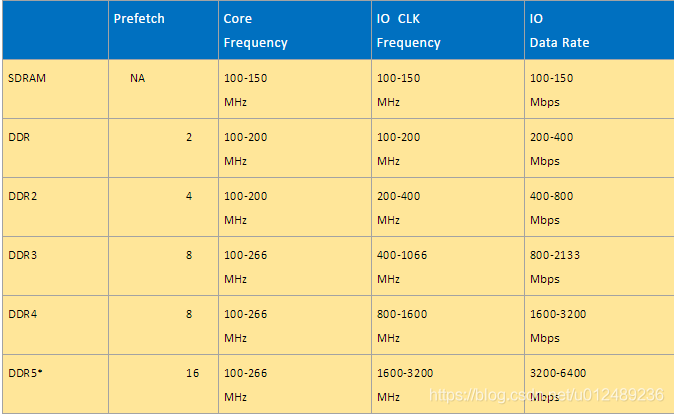 Prefetch Core Frequency IO CLK Frequency IO Data Rate
SDRAM NA 100-150 MHz 100-150 MHz 100-150 Mbps
DDR 2 100-200 MHz 100-200 MHz 200-400 Mbps
DDR2 4 100-200 MHz 200-400 MHz 400-800 Mbps
DDR3 8 100-266 MHz 400-1066 MHz 800-2133 Mbps
DDR4 8 100-266 MHz 800-1600 MHz 1600-3200 Mbps
DDR5* 16 100-266 MHz 1600-3200 MHz 3200-6400 Mbps
https://blog.csdn.net/u012489236